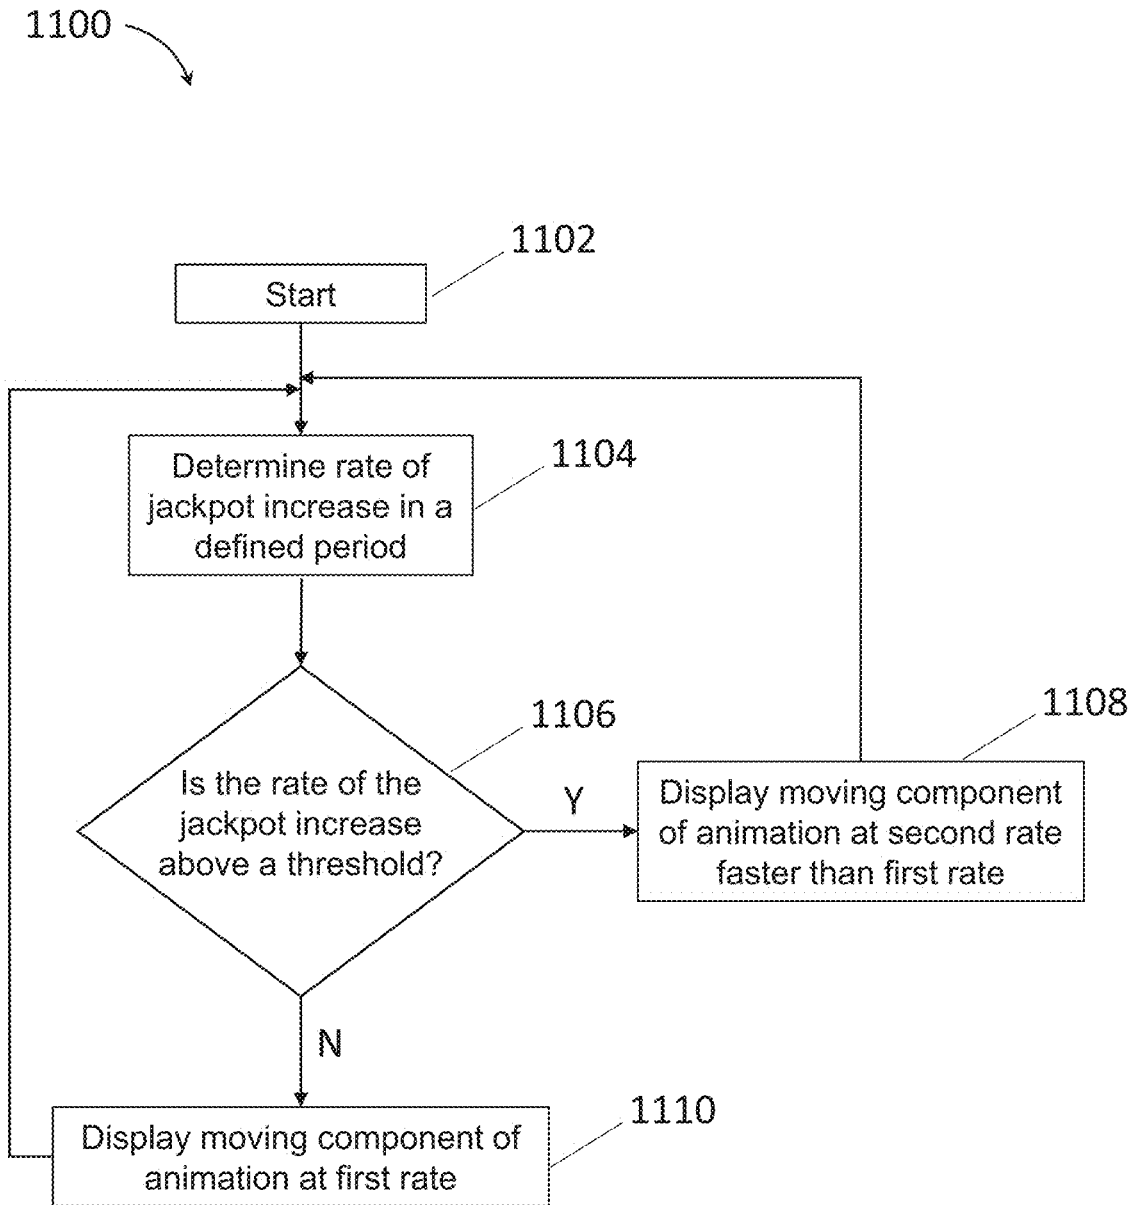 1100
1102
Start
1104
Determine rate of
jackpot increase in a
defined period
1106
Is the rate of the
jackpot increase
above a threshold?
Y
1108
Display moving component
of animation at second rate
faster than first rate
N
1110
Display moving component of
animation at first rate